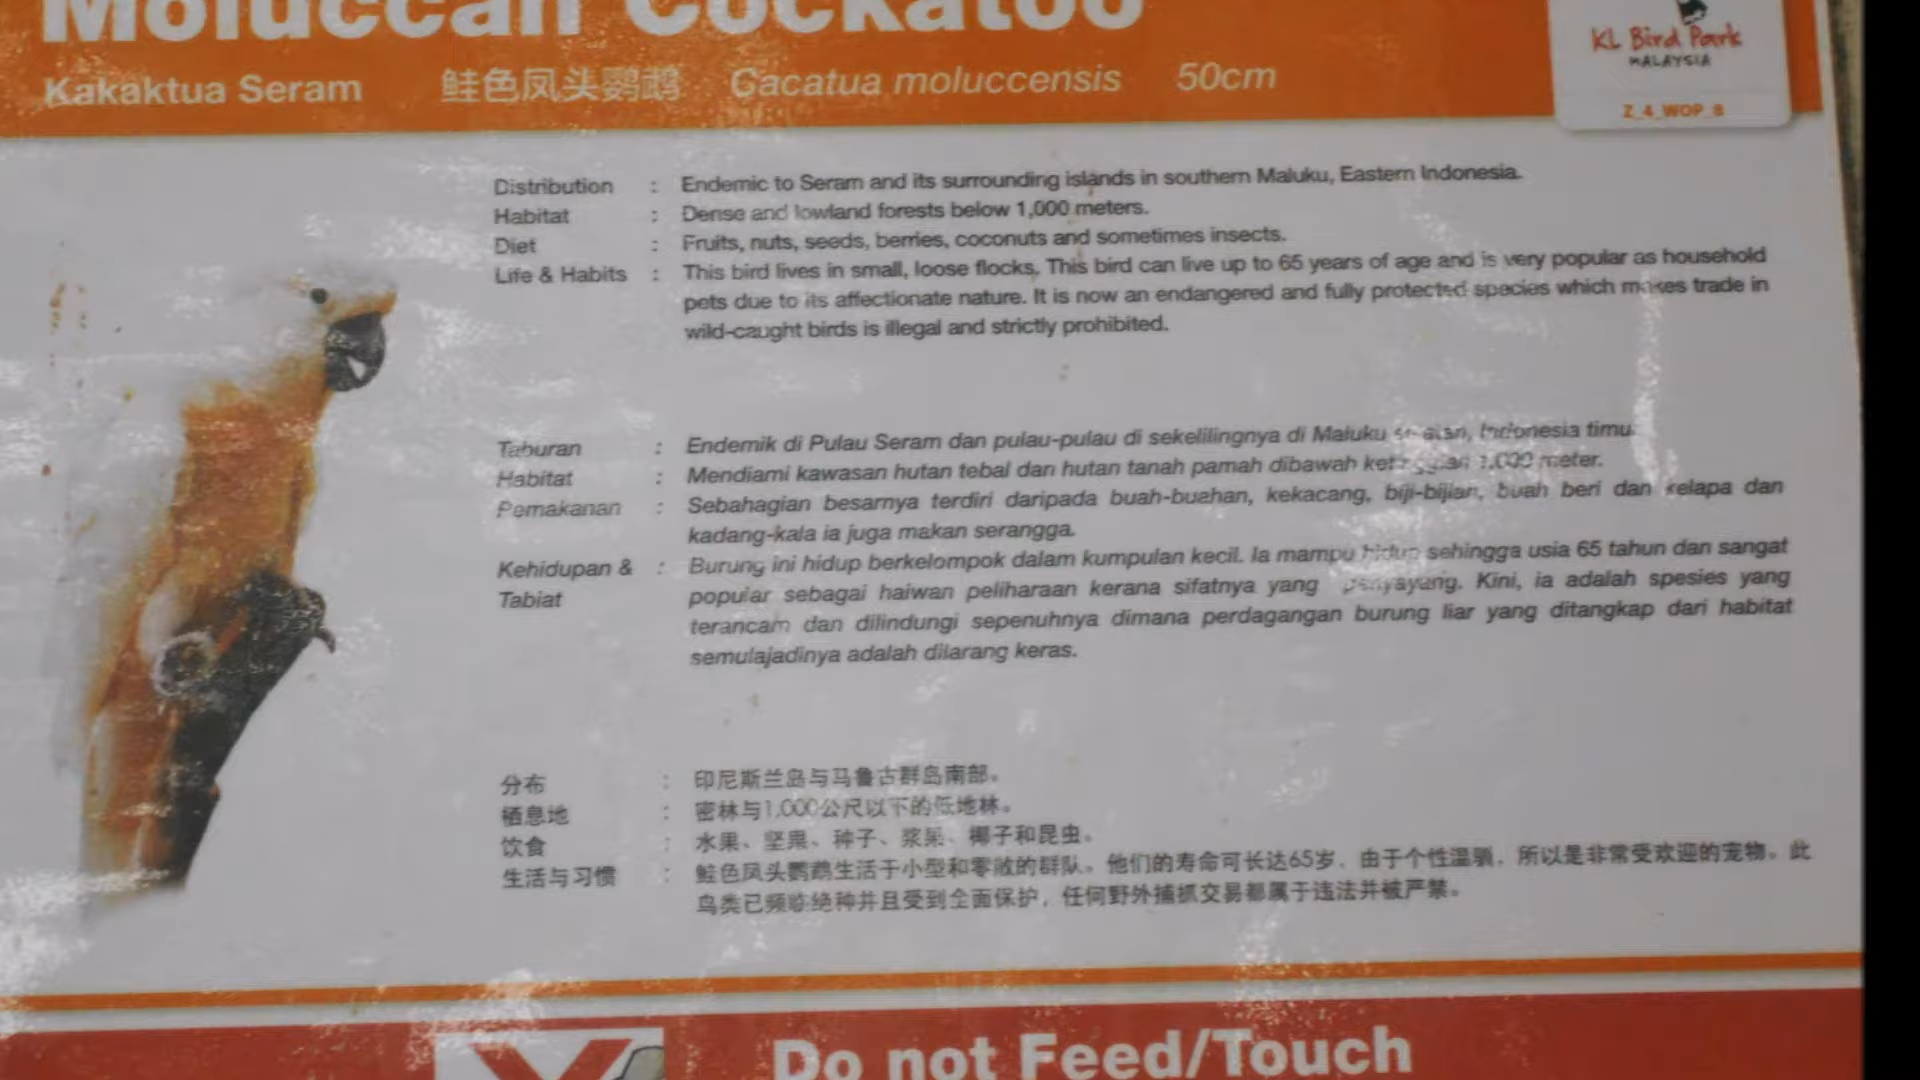 Moluccan Cockatoo
Kakaktua Seram 鲑色凤头鹦鹉 Cacatua moluccensis 50cm
KL Bird Park
MALAYSIA
Z_4_WOP_8
Distribution : Endemic to Seram and its surrounding islands in southern Maluku, Eastern Indonesia.
Habitat : Dense and lowland forests below 1,000 meters.
Diet : Fruits, nuts, seeds, berries, coconuts and sometimes insects.
Life & Habits : This bird lives in small, loose flocks. This bird can live up to 65 years of age and is very popular as household
pets due to its affectionate nature. It is now an endangered and fully protected species which makes trade in
wild-caught birds is illegal and strictly prohibited.
Taburan : Endemik di Pulau Seram dan pulau-pulau di sekelilingnya di Maluku selatan, Indonesia timur
Habitat : Mendiami kawasan hutan tebal dan hutan tanah pamah dibawah ketinggian 1,000 meter.
Pemakanan : Sebahagian besarnya terdiri daripada buah-buahan, kekacang, biji-bijian, buah beri dan kelapa dan
kadang-kala ia juga makan serangga.
Kehidupan & : Burung ini hidup berkelompok dalam kumpulan kecil. Ia mampu hidup sehingga usia 65 tahun dan sangat
Tabiat popular sebagai haiwan peliharaan kerana sifatnya yang penyayang. Kini, ia adalah spesies yang
terancam dan dilindungi sepenuhnya dimana perdagangan burung liar yang ditangkap dari habitat
semulajadinya adalah dilarang keras.
分布 : 印尼斯兰岛与马鲁古群岛南部。
栖息地 : 密林与1,000公尺以下的低地林。
饮食 : 水果、坚果、种子、浆果、椰子和昆虫。
生活与习惯 : 鲑色凤头鹦鹉生活于小型和零散的群队。他们的寿命可长达65岁．由于个性温驯．所以是非常受欢迎的宠物。此
鸟类已频临绝种并且受到全面保护，任何野外捕抓交易都属于违法并被严禁。
Do not Feed/Touch